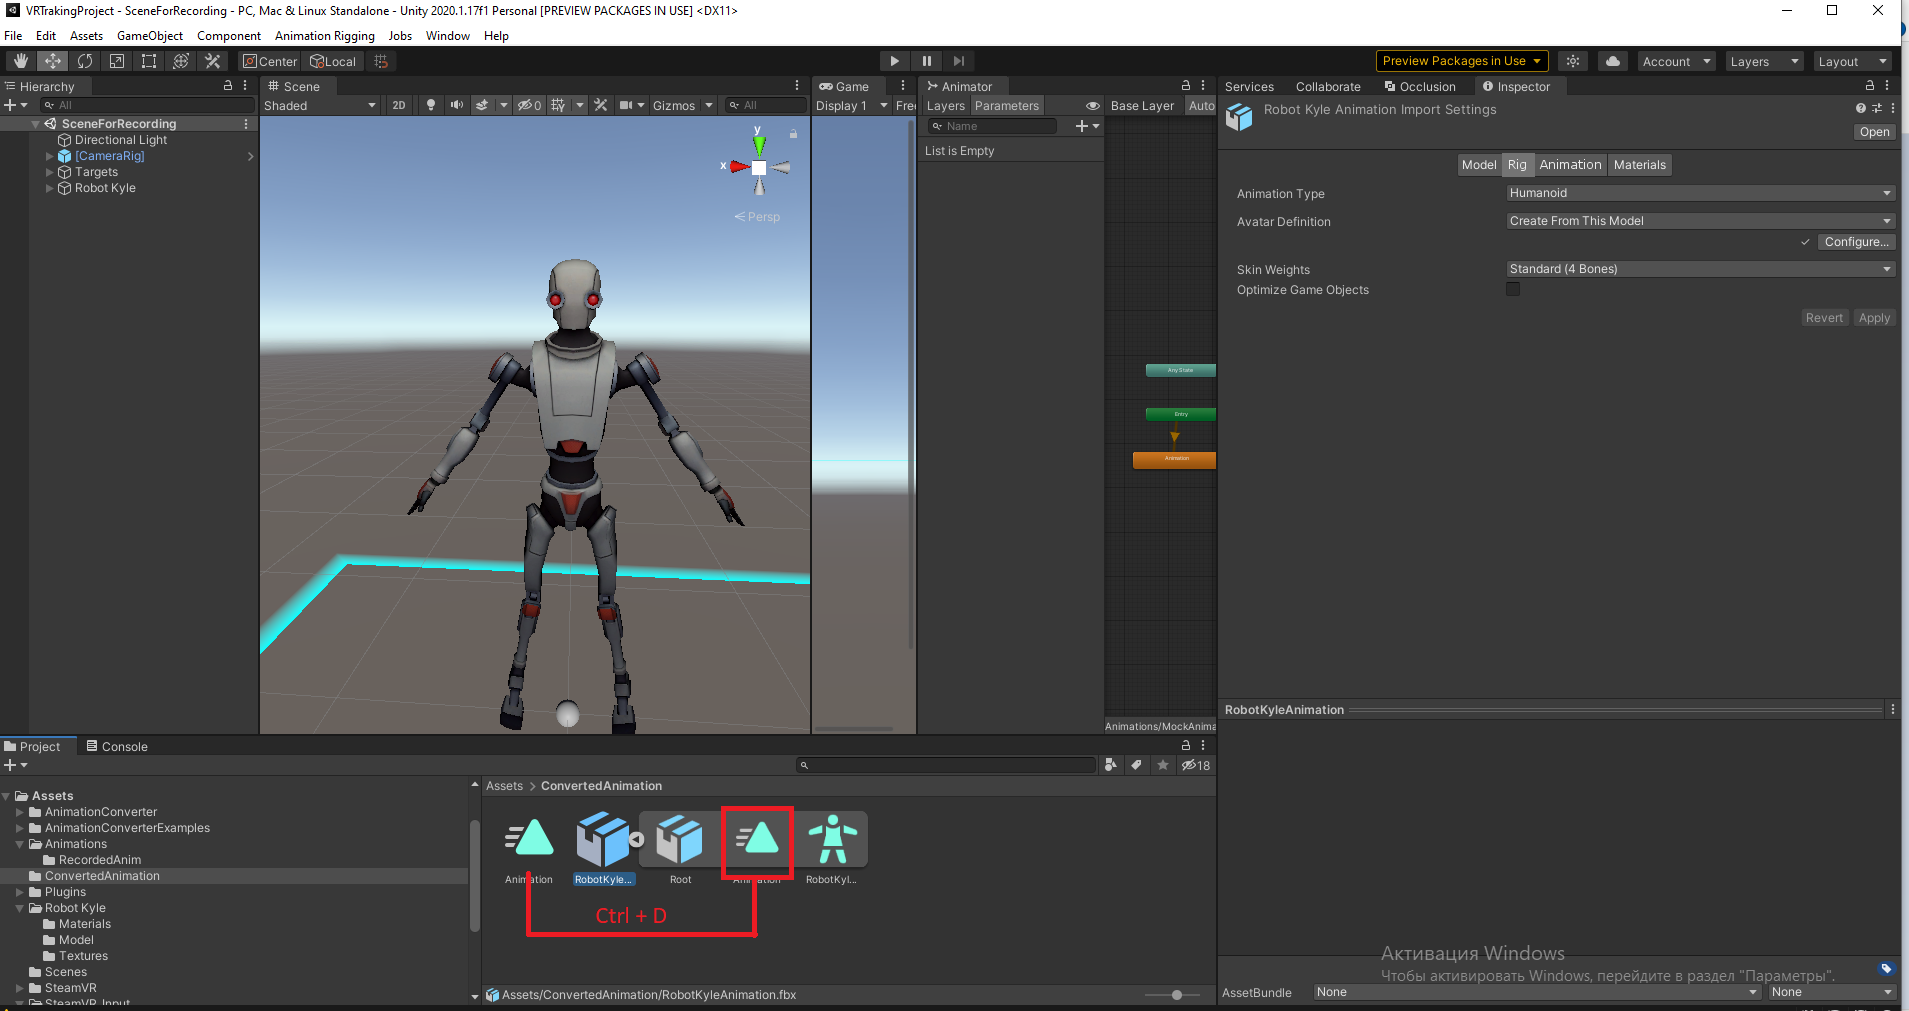 VRTrakingProject - SceneForRecording - PC, Mac & Linux Standalone - Unity 2020.1.17f1 Personal [PREVIEW PACKAGES IN USE] <DX11>
File Edit Assets GameObject Component Animation Rigging Jobs Window Help
Center Local Preview Packages in Use Account Layers Layout
Hierarchy
All
SceneForRecording
Directional Light
[CameraRig]
Targets
Robot Kyle
Scene
Shaded 2D 0 Gizmos All
y
x
Persp
Game
Display 1 Fre
Animator
Layers Parameters Base Layer Auto
Name
List is Empty
Any State
Entry
Animation
Animations/MockAnima
Services Collaborate Occlusion Inspector
Robot Kyle Animation Import Settings
Open
Model Rig Animation Materials
Animation Type Humanoid
Avatar Definition Create From This Model
Configure...
Skin Weights Standard (4 Bones)
Optimize Game Objects
Revert Apply
RobotKyleAnimation
Project Console
18
Assets
AnimationConverter
AnimationConverterExamples
Animations
RecordedAnim
ConvertedAnimation
Plugins
Robot Kyle
Materials
Model
Textures
Scenes
SteamVR
SteamVR_Input
Assets > ConvertedAnimation
Animation RobotKyle... Root Animation RobotKyl...
Ctrl + D
Assets/ConvertedAnimation/RobotKyleAnimation.fbx
Активация Windows
Чтобы активировать Windows, перейдите в раздел "Параметры".
AssetBundle None None